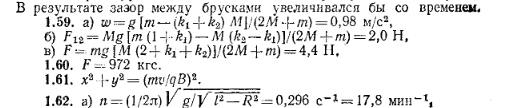 В результате зазор между брусками увеличивался бы со временем.
1.59. а) w = g [m − (k₁ + k₂) M]/(2M + m) = 0,98 м/с²,
б) F₁₂ = Mg [m (1 + k₁) − M (k₂ − k₁)]/(2M + m) = 2,0 Н,
в) F = mg [M (2 + k₁ + k₂)]/(2M + m) = 4,4 Н.
1.60. F = 972 кгс.
1.61. x² + y² = (mv/qB)².
1.62. а) n = (1/2π) √(g/√(l² − R²)) = 0,296 с⁻¹ = 17,8 мин⁻¹,